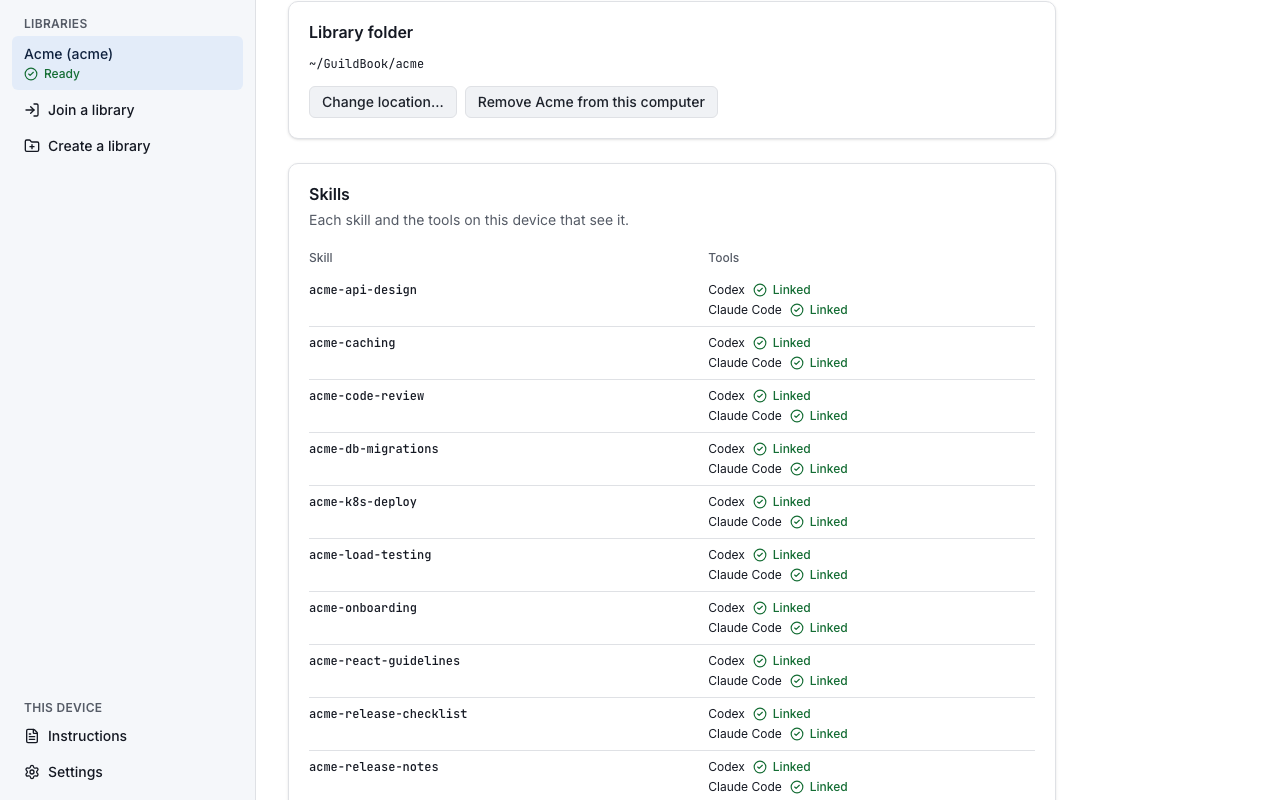 LIBRARIES
Acme (acme)
Ready
Join a library
Create a library
THIS DEVICE
Instructions
Settings
Library folder
~/GuildBook/acme
Change location...
Remove Acme from this computer
Skills
Each skill and the tools on this device that see it.
Skill Tools
acme-api-design Codex Linked
Claude Code Linked
acme-caching Codex Linked
Claude Code Linked
acme-code-review Codex Linked
Claude Code Linked
acme-db-migrations Codex Linked
Claude Code Linked
acme-k8s-deploy Codex Linked
Claude Code Linked
acme-load-testing Codex Linked
Claude Code Linked
acme-onboarding Codex Linked
Claude Code Linked
acme-react-guidelines Codex Linked
Claude Code Linked
acme-release-checklist Codex Linked
Claude Code Linked
acme-release-notes Codex Linked
Claude Code Linked